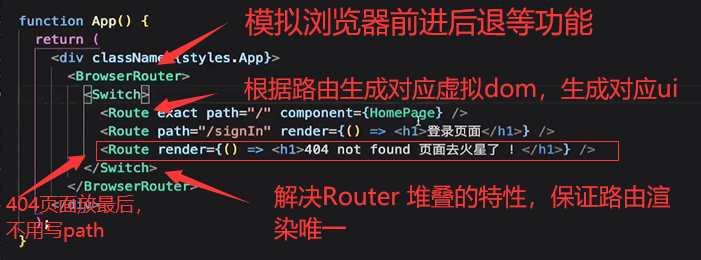 function App() {
模拟浏览器前进后退等功能
return (
<div className={styles.App}>
<BrowserRouter>
根据路由生成对应虚拟dom，生成对应ui
<Switch>
<Route exact path="/" component={HomePage} />
<Route path="/signIn" render={() => <h1>登录页面</h1>} />
<Route render={() => <h1>404 not found 页面去火星了 ! </h1>} />
</Switch>
解决Router 堆叠的特性，保证路由渲
染唯一
</BrowserRouter>
404页面放最后，
不用写path
</div>
);
}